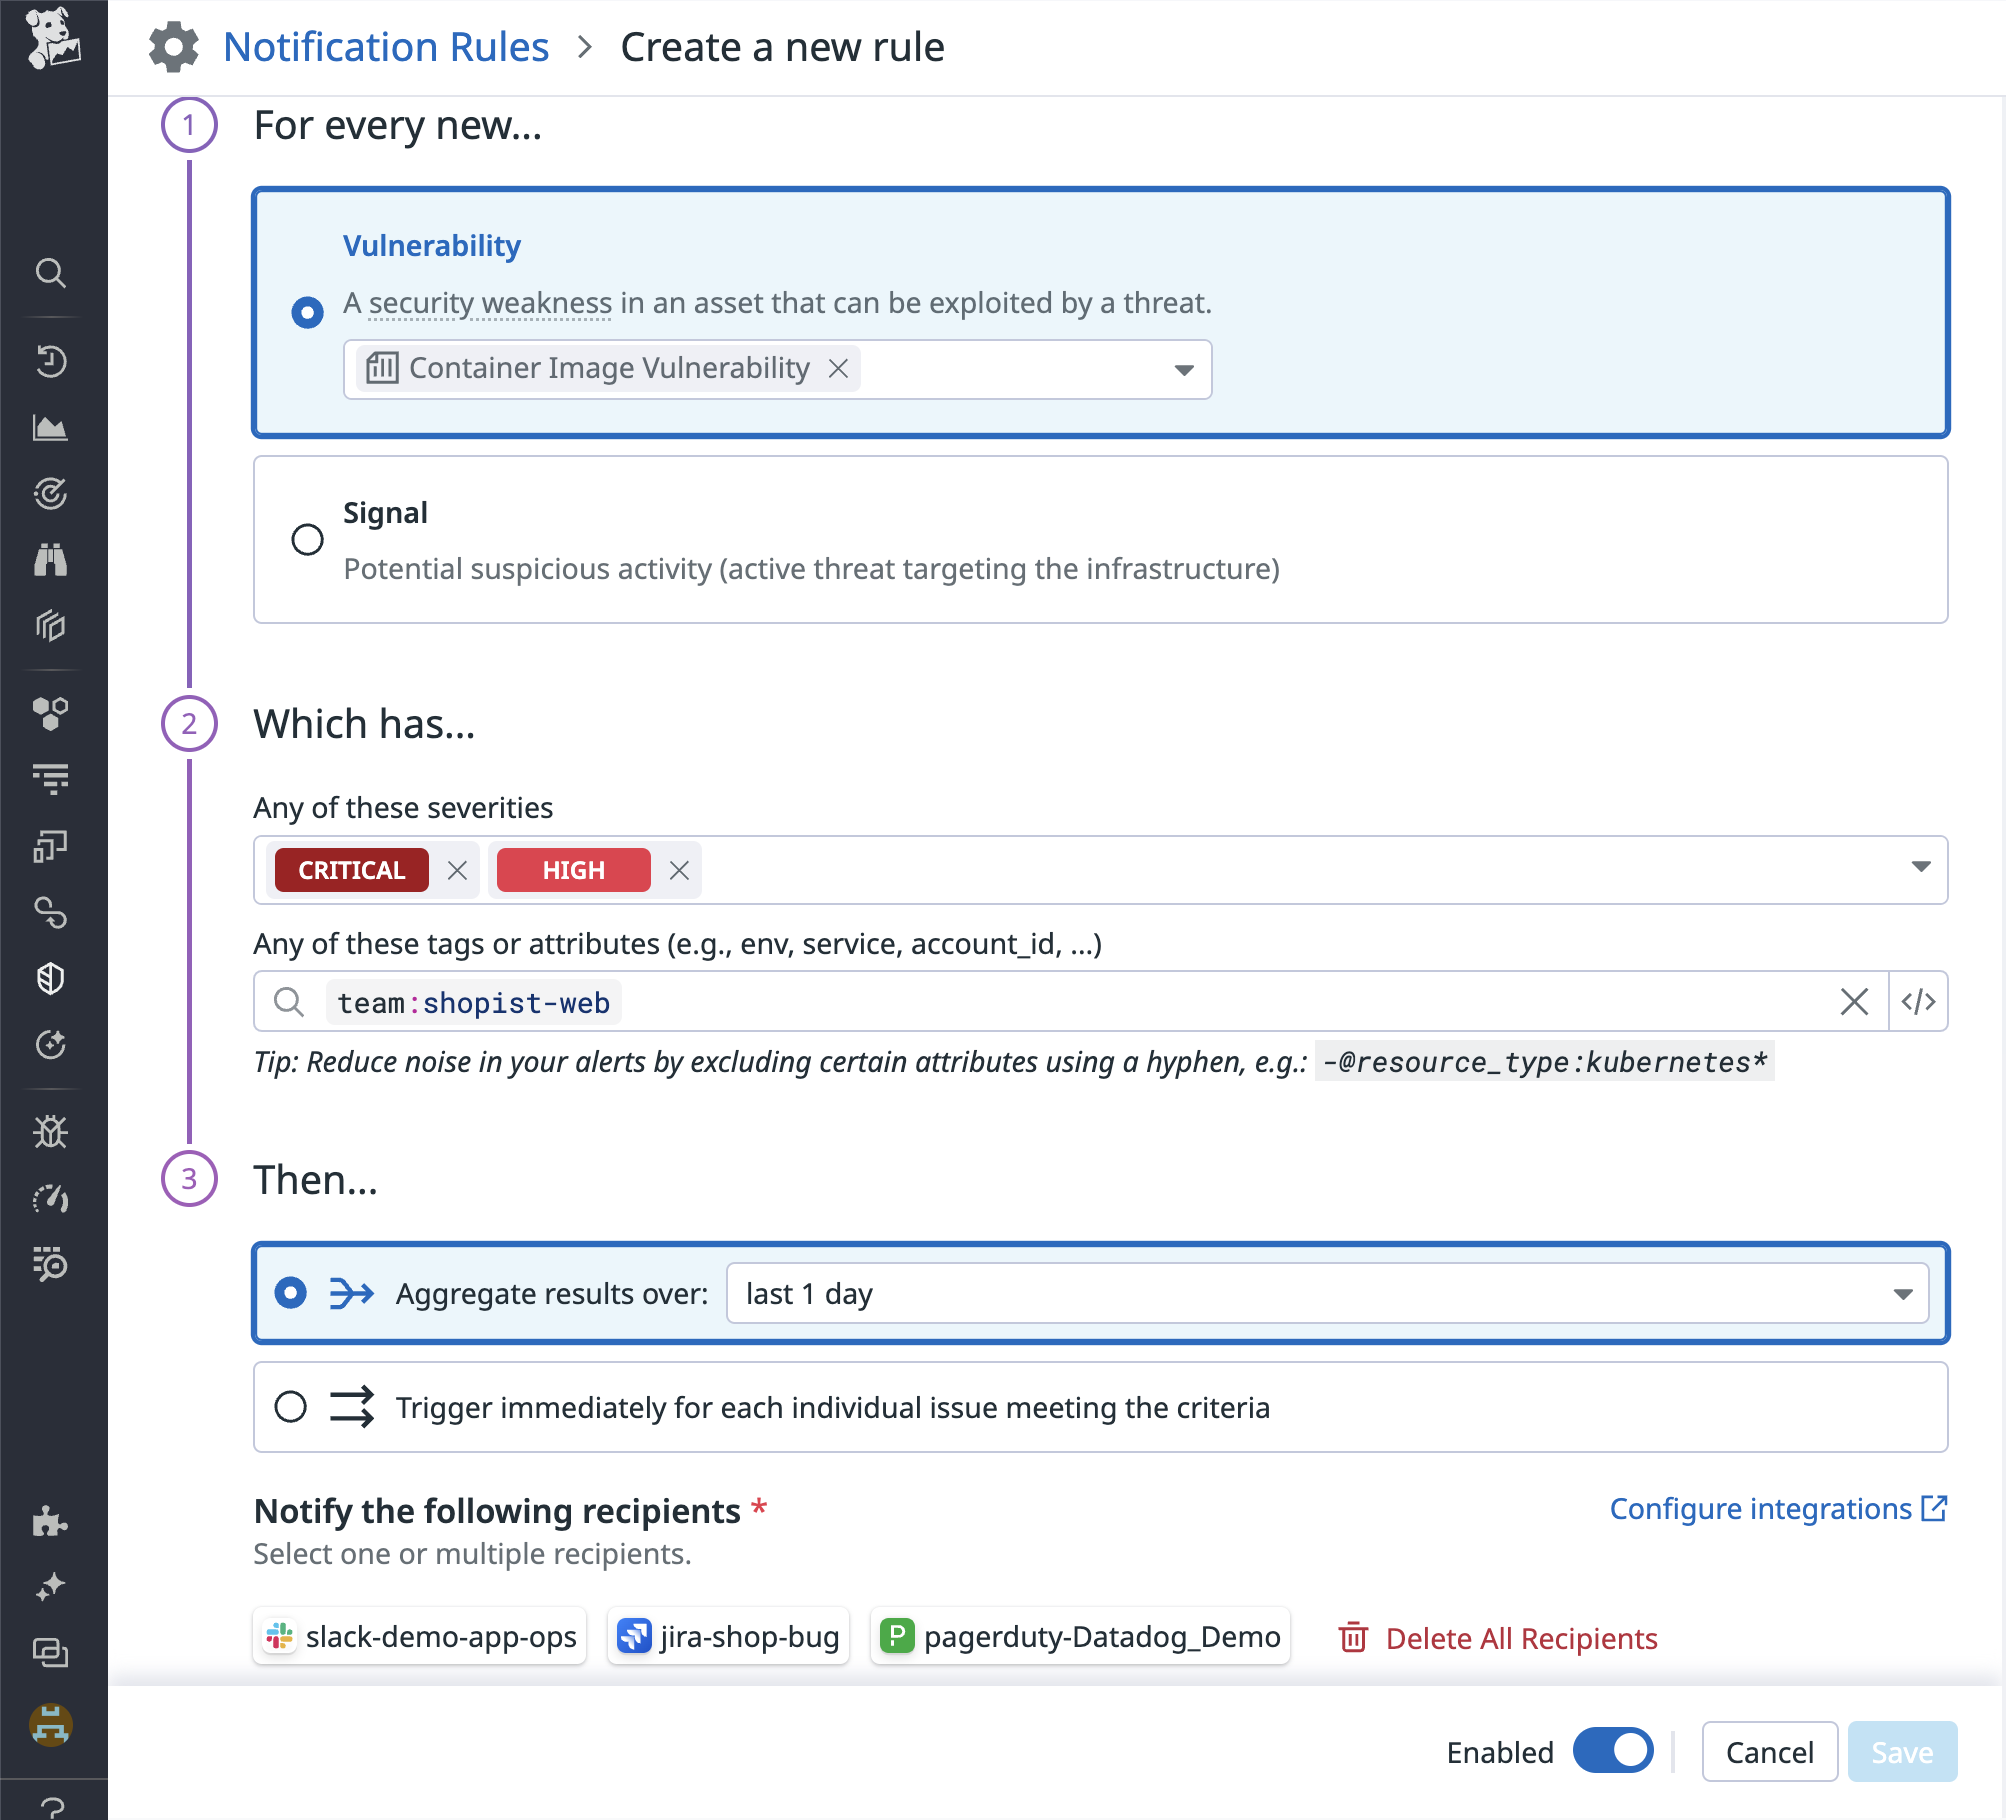 Notification Rules > Create a new rule
1 For every new...
Vulnerability
A security weakness in an asset that can be exploited by a threat.
Container Image Vulnerability
Signal
Potential suspicious activity (active threat targeting the infrastructure)
2 Which has...
Any of these severities
CRITICAL HIGH
Any of these tags or attributes (e.g., env, service, account_id, ...)
team:shopist-web </>
Tip: Reduce noise in your alerts by excluding certain attributes using a hyphen, e.g.: -@resource_type:kubernetes*
3 Then...
Aggregate results over: last 1 day
Trigger immediately for each individual issue meeting the criteria
Notify the following recipients * Configure integrations
Select one or multiple recipients.
slack-demo-app-ops jira-shop-bug pagerduty-Datadog_Demo Delete All Recipients
Enabled Cancel Save